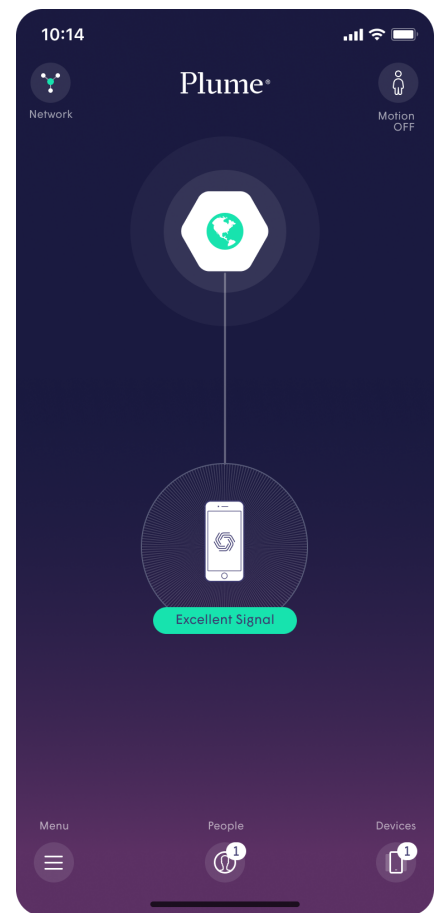 10:14
Plume®
Network
Motion
OFF
Excellent Signal
Menu
People
Devices
1
1